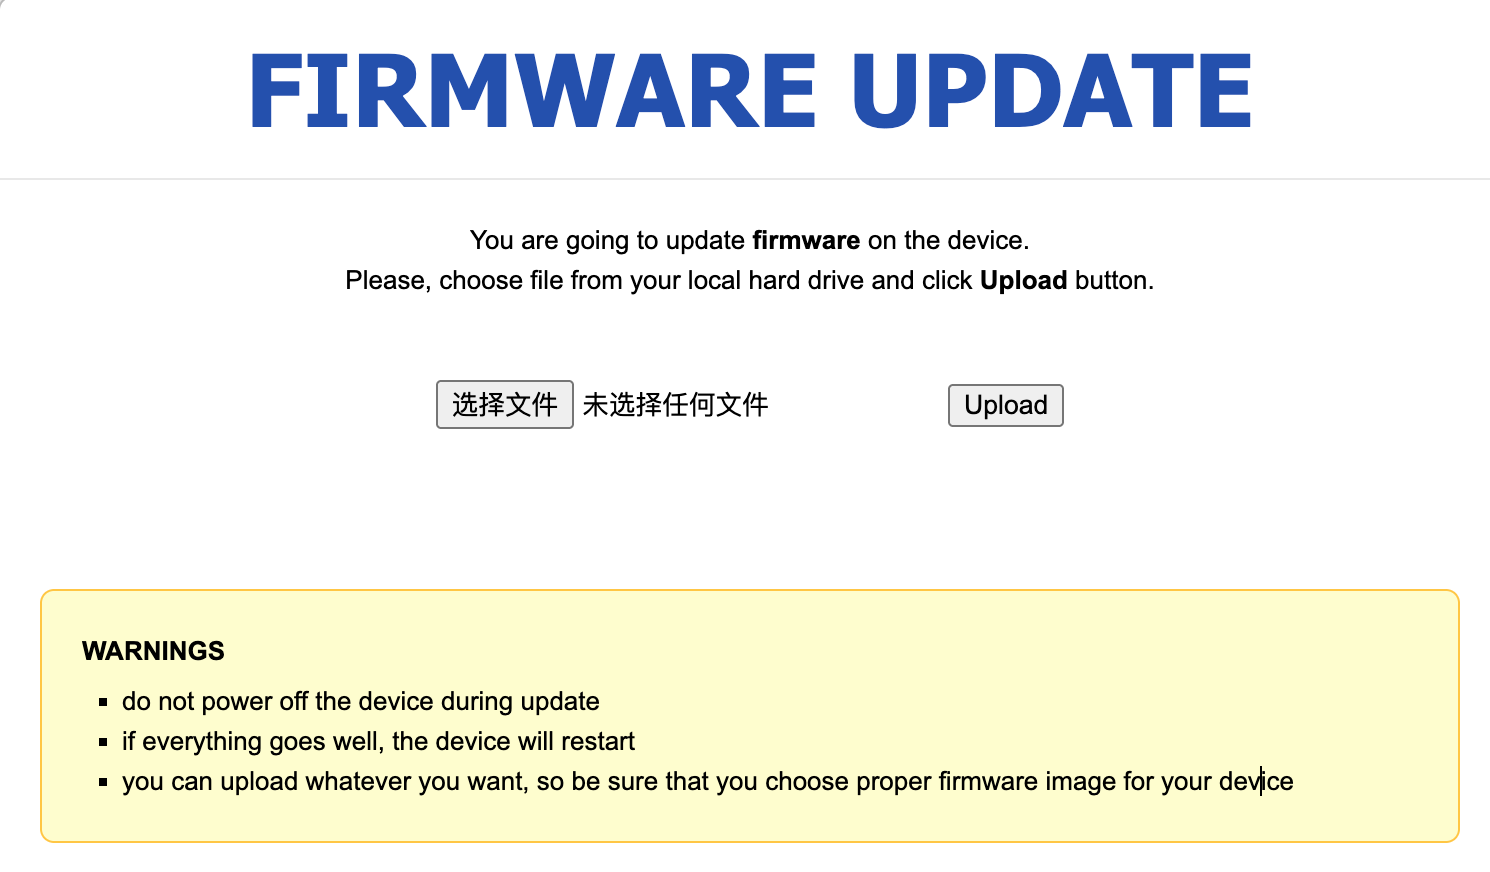 FIRMWARE UPDATE
You are going to update firmware on the device.
Please, choose file from your local hard drive and click Upload button.
选择文件 未选择任何文件 Upload
WARNINGS
do not power off the device during update
if everything goes well, the device will restart
you can upload whatever you want, so be sure that you choose proper firmware image for your device